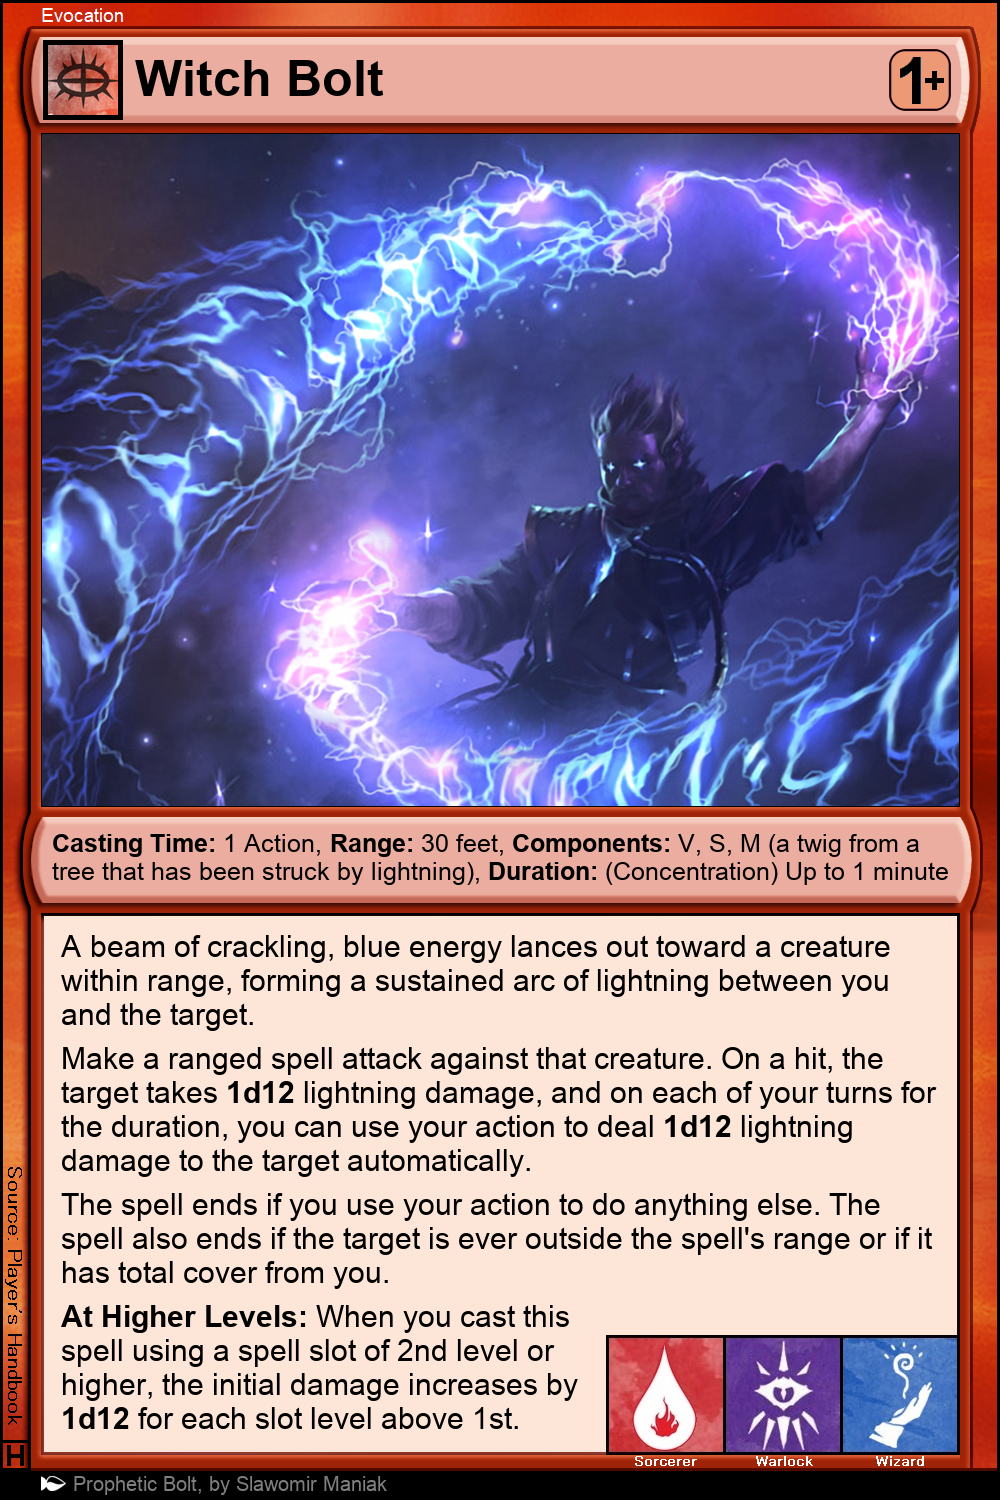 Evocation
Witch Bolt
1+
Casting Time: 1 Action, Range: 30 feet, Components: V, S, M (a twig from a
tree that has been struck by lightning), Duration: (Concentration) Up to 1 minute
A beam of crackling, blue energy lances out toward a creature
within range, forming a sustained arc of lightning between you
and the target.
Make a ranged spell attack against that creature. On a hit, the
target takes 1d12 lightning damage, and on each of your turns for
the duration, you can use your action to deal 1d12 lightning
damage to the target automatically.
The spell ends if you use your action to do anything else. The
spell also ends if the target is ever outside the spell's range or if it
has total cover from you.
At Higher Levels: When you cast this
spell using a spell slot of 2nd level or
higher, the initial damage increases by
1d12 for each slot level above 1st.
Sorcerer
Warlock
Wizard
Source: Player's Handbook
H
Prophetic Bolt, by Slawomir Maniak